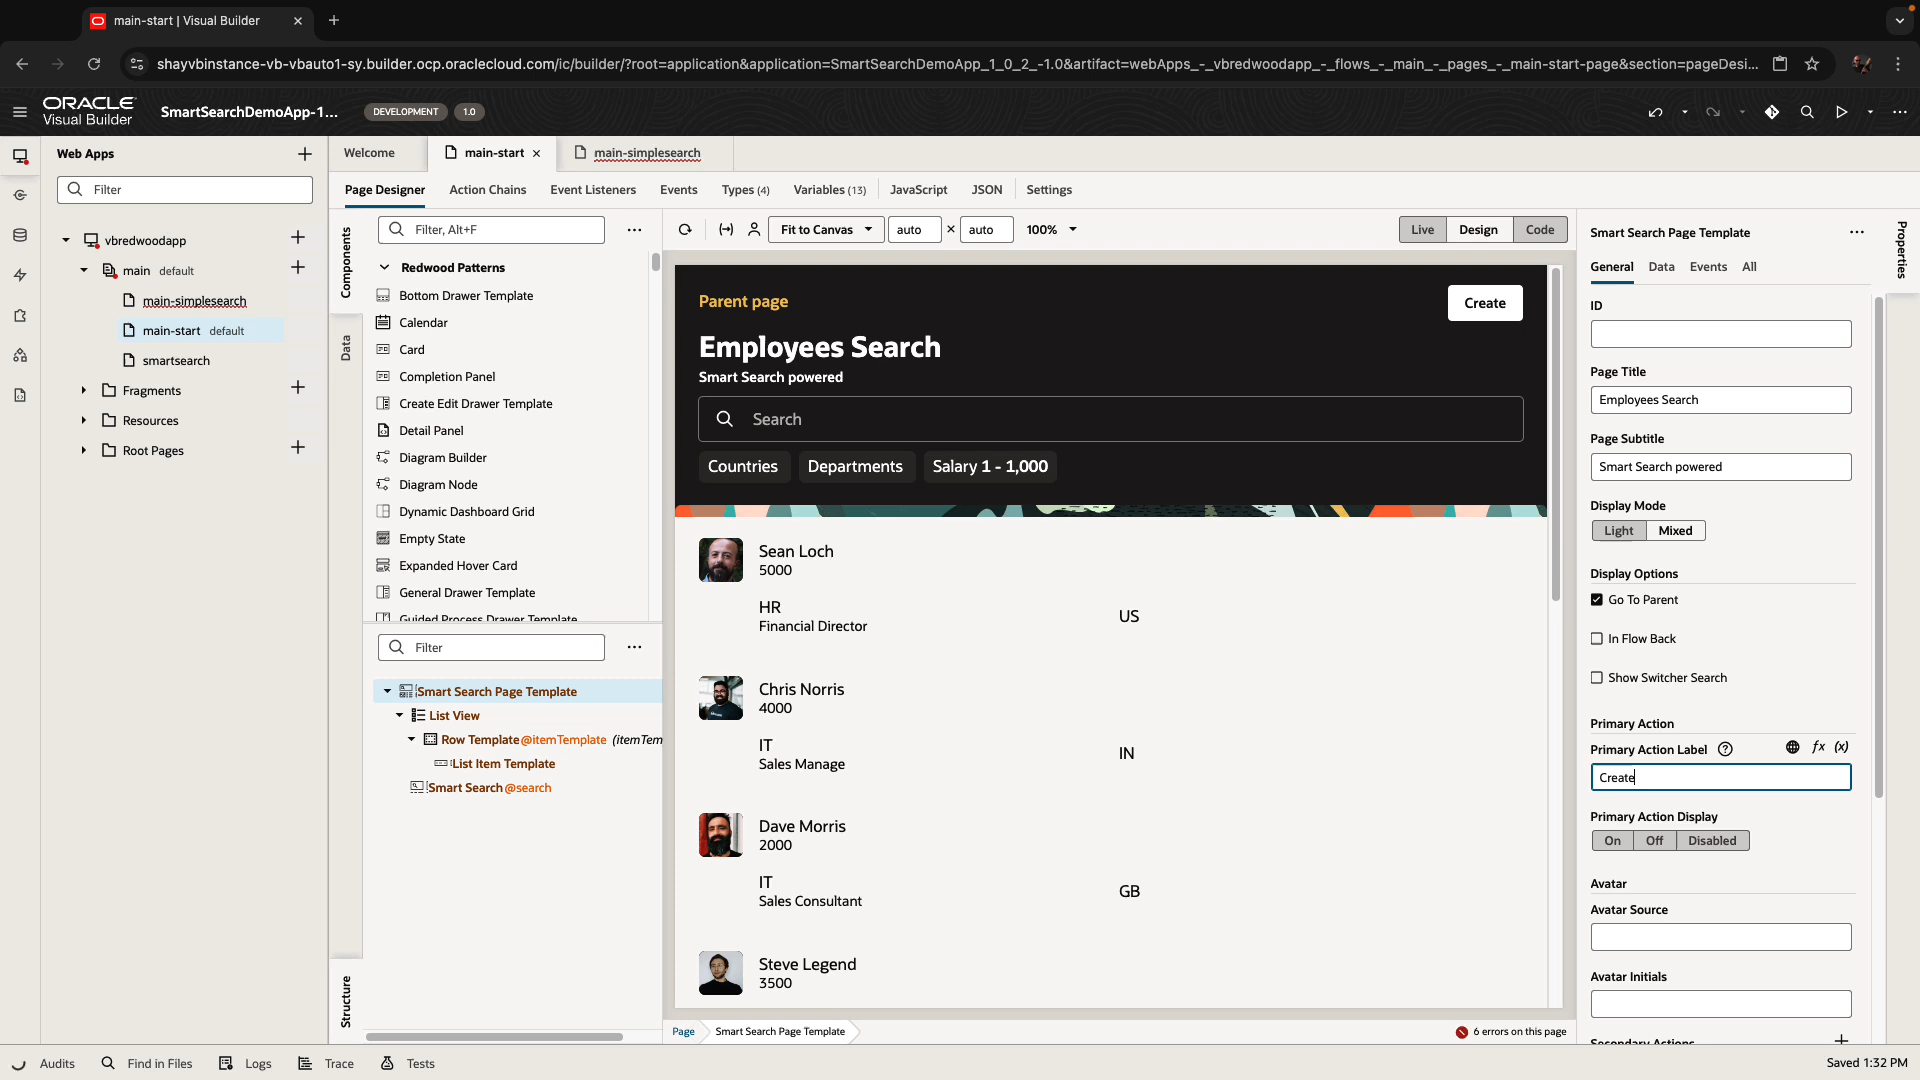 main-start | Visual Builder
shayvbinstance-vb-vbauto1-sy.builder.ocp.oraclecloud.com/ic/builder/?root=application&application=SmartSearchDemoApp_1_0_2_-1.0&artifact=webApps_-_vbredwoodapp_-_flows_-_main_-_pages_-_main-start-page&section=pageDesi...
ORACLE
Visual Builder
SmartSearchDemoApp-1...
DEVELOPMENT
1.0
Web Apps
Filter
vbredwoodapp
main default
main-simplesearch
main-start default
smartsearch
Fragments
Resources
Root Pages
Welcome
main-start
main-simplesearch
Page Designer
Action Chains
Event Listeners
Events
Types (4)
Variables (13)
JavaScript
JSON
Settings
Components
Data
Structure
Filter, Alt+F
Redwood Patterns
Bottom Drawer Template
Calendar
Card
Completion Panel
Create Edit Drawer Template
Detail Panel
Diagram Builder
Diagram Node
Dynamic Dashboard Grid
Empty State
Expanded Hover Card
General Drawer Template
Guided Process Drawer Template
Filter
Smart Search Page Template
List View
Row Template @itemTemplate (itemTem
List Item Template
Smart Search @search
Fit to Canvas
auto × auto
100%
Live
Design
Code
Parent page
Create
Employees Search
Smart Search powered
Search
Countries
Departments
Salary 1 - 1,000
Sean Loch
5000
HR
Financial Director
US
Chris Norris
4000
IT
Sales Manage
IN
Dave Morris
2000
IT
Sales Consultant
GB
Steve Legend
3500
Page
Smart Search Page Template
6 errors on this page
Smart Search Page Template
Properties
General
Data
Events
All
ID
Page Title
Employees Search
Page Subtitle
Smart Search powered
Display Mode
Light
Mixed
Display Options
Go To Parent
In Flow Back
Show Switcher Search
Primary Action
Primary Action Label
fx (x)
Create
Primary Action Display
On
Off
Disabled
Avatar
Avatar Source
Avatar Initials
Secondary Actions
Audits
Find in Files
Logs
Trace
Tests
Saved 1:32 PM